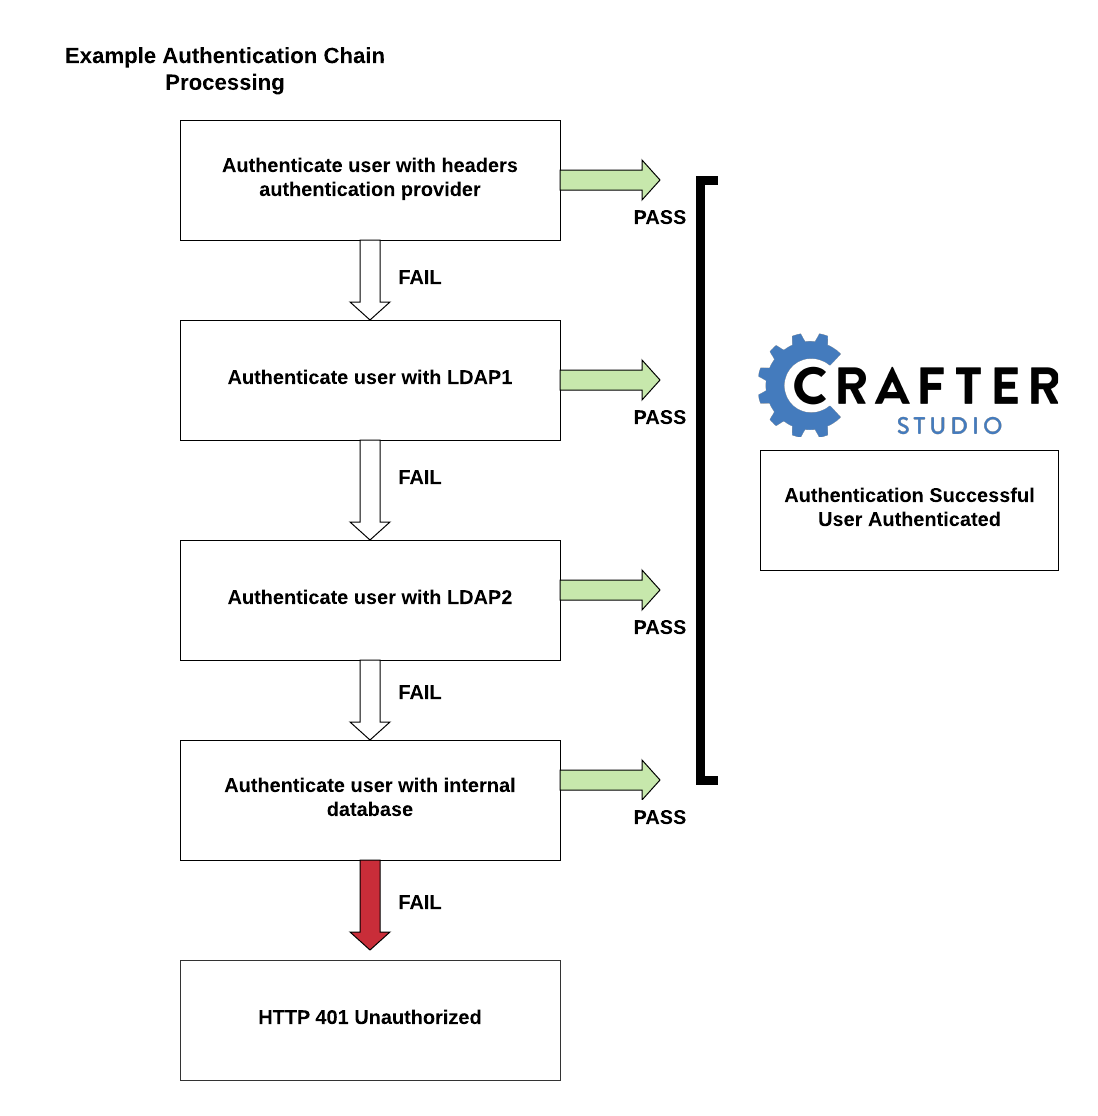 Example Authentication Chain
Processing
Authenticate user with headers
authentication provider
PASS
FAIL
Authenticate user with LDAP1
PASS
FAIL
CRAFTER
STUDIO
Authentication Successful
User Authenticated
Authenticate user with LDAP2
PASS
FAIL
Authenticate user with internal
database
PASS
FAIL
HTTP 401 Unauthorized